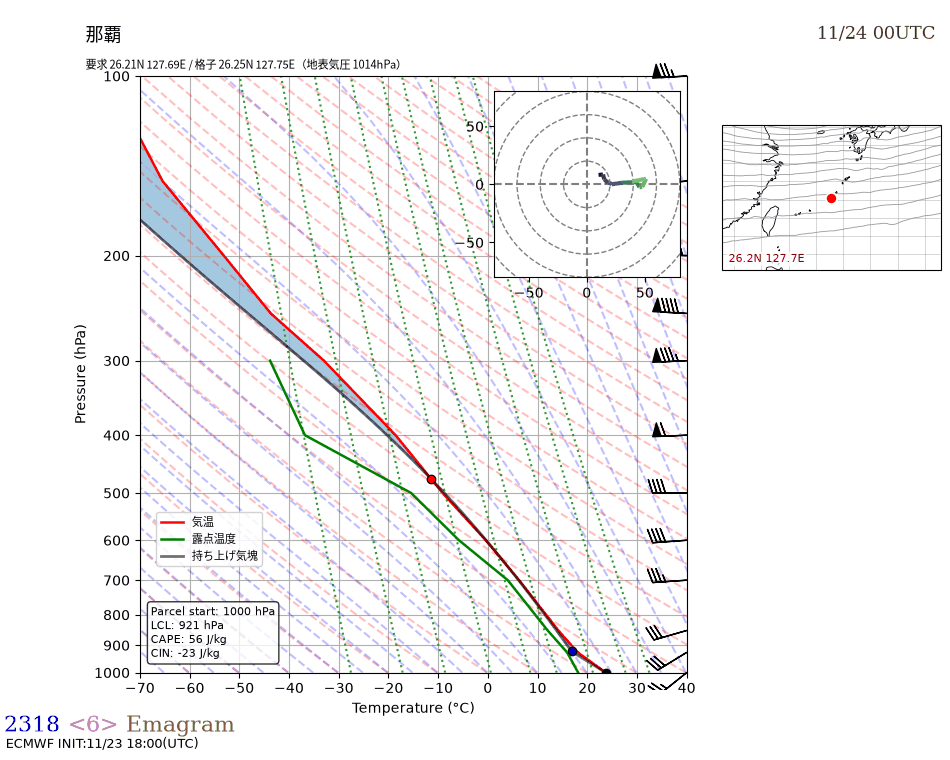 那覇
11/24 00UTC
要求 26.21N 127.69E / 格子 26.25N 127.75E（地表気圧 1014hPa）
100
200
300
400
500
600
700
800
900
1000
Pressure (hPa)
50
0
−50
−50 0 50
26.2N 127.7E
気温
露点温度
持ち上げ気塊
Parcel start: 1000 hPa
LCL: 921 hPa
CAPE: 56 J/kg
CIN: -23 J/kg
−70 −60 −50 −40 −30 −20 −10 0 10 20 30 40
Temperature (°C)
2318 <6> Emagram
ECMWF INIT:11/23 18:00(UTC)